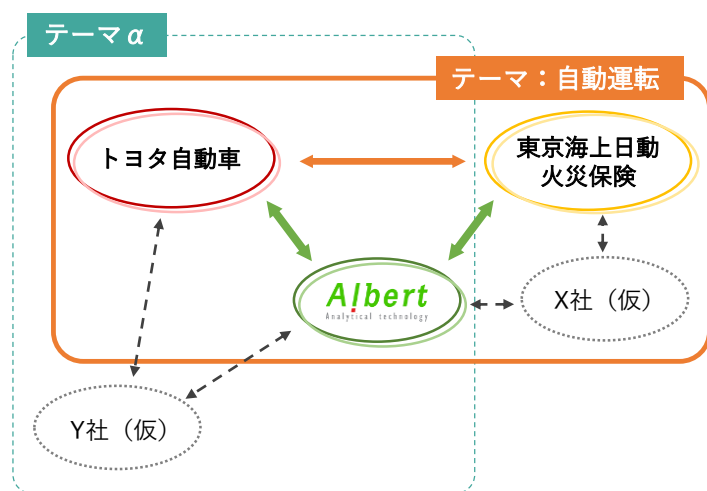 テーマα
テーマ：自動運転
トヨタ自動車
東京海上日動
火災保険
Albert
Analytical technology
X社（仮）
Y社（仮）